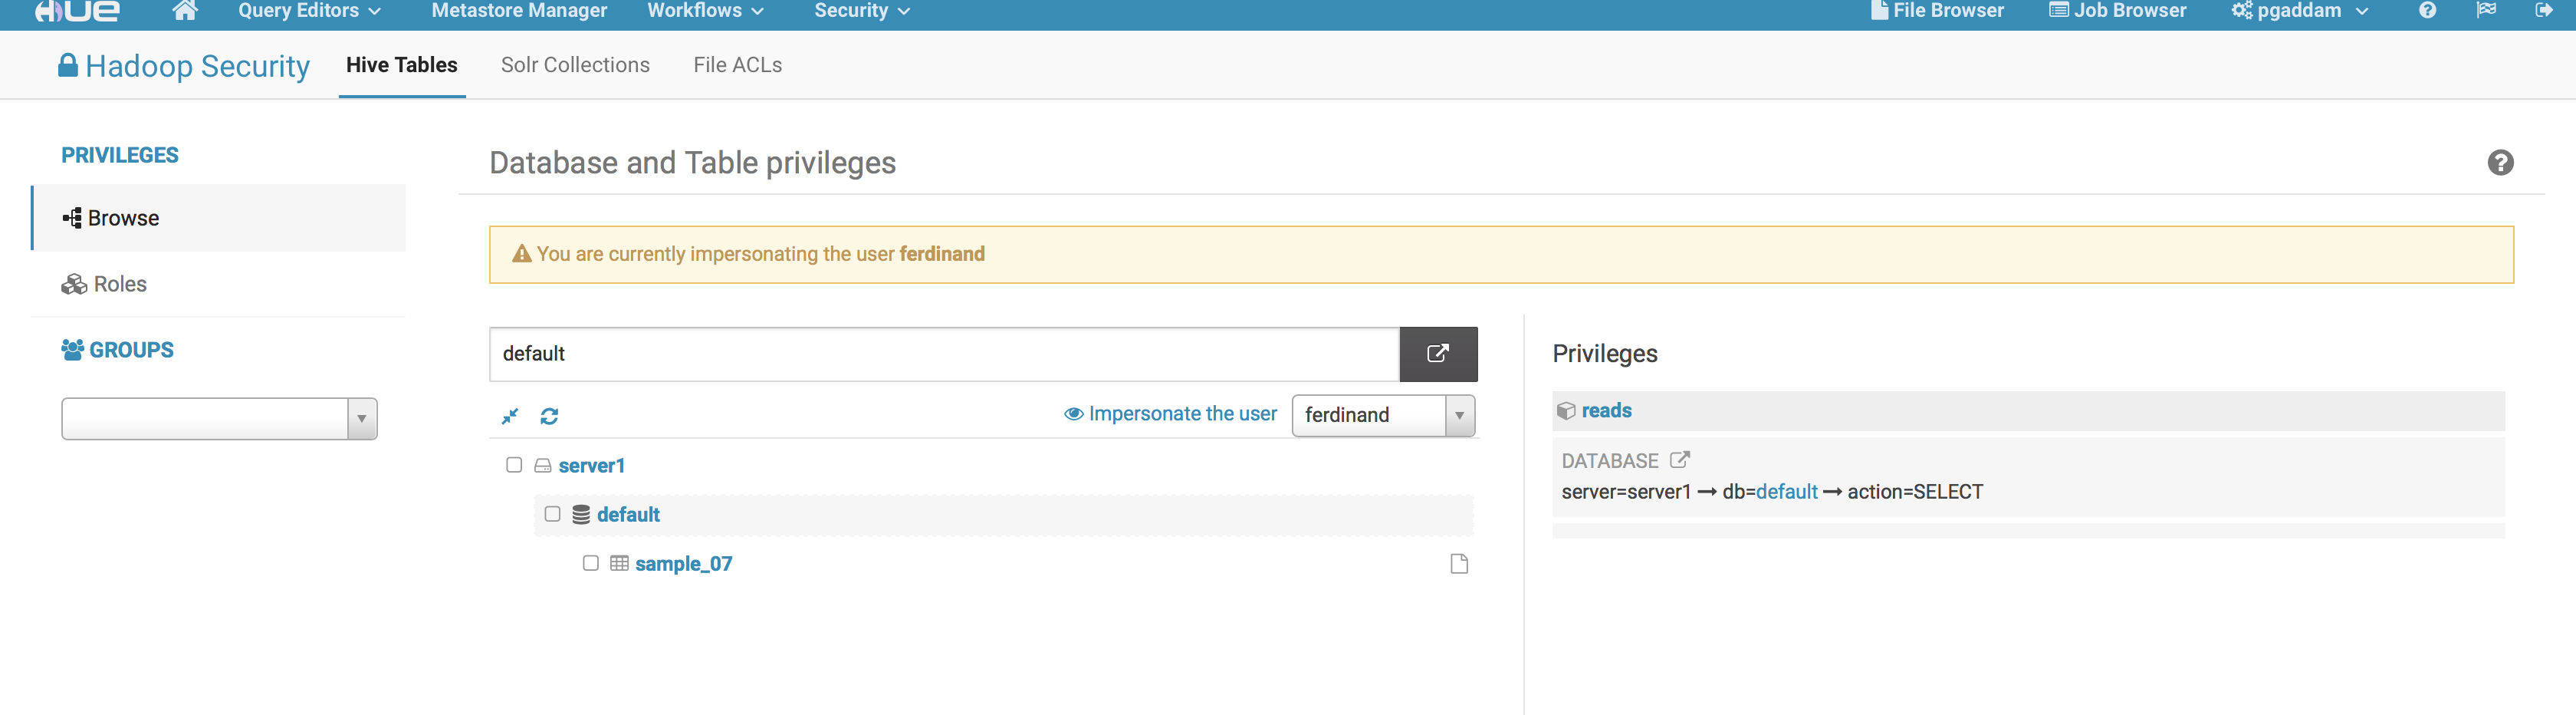 HUE Query Editors Metastore Manager Workflows Security File Browser Job Browser pgaddam
Hadoop Security Hive Tables Solr Collections File ACLs
PRIVILEGES
Browse
Roles
GROUPS
Database and Table privileges
You are currently impersonating the user ferdinand
default
Impersonate the user ferdinand
server1
default
sample_07
Privileges
reads
DATABASE
server=server1 → db=default → action=SELECT